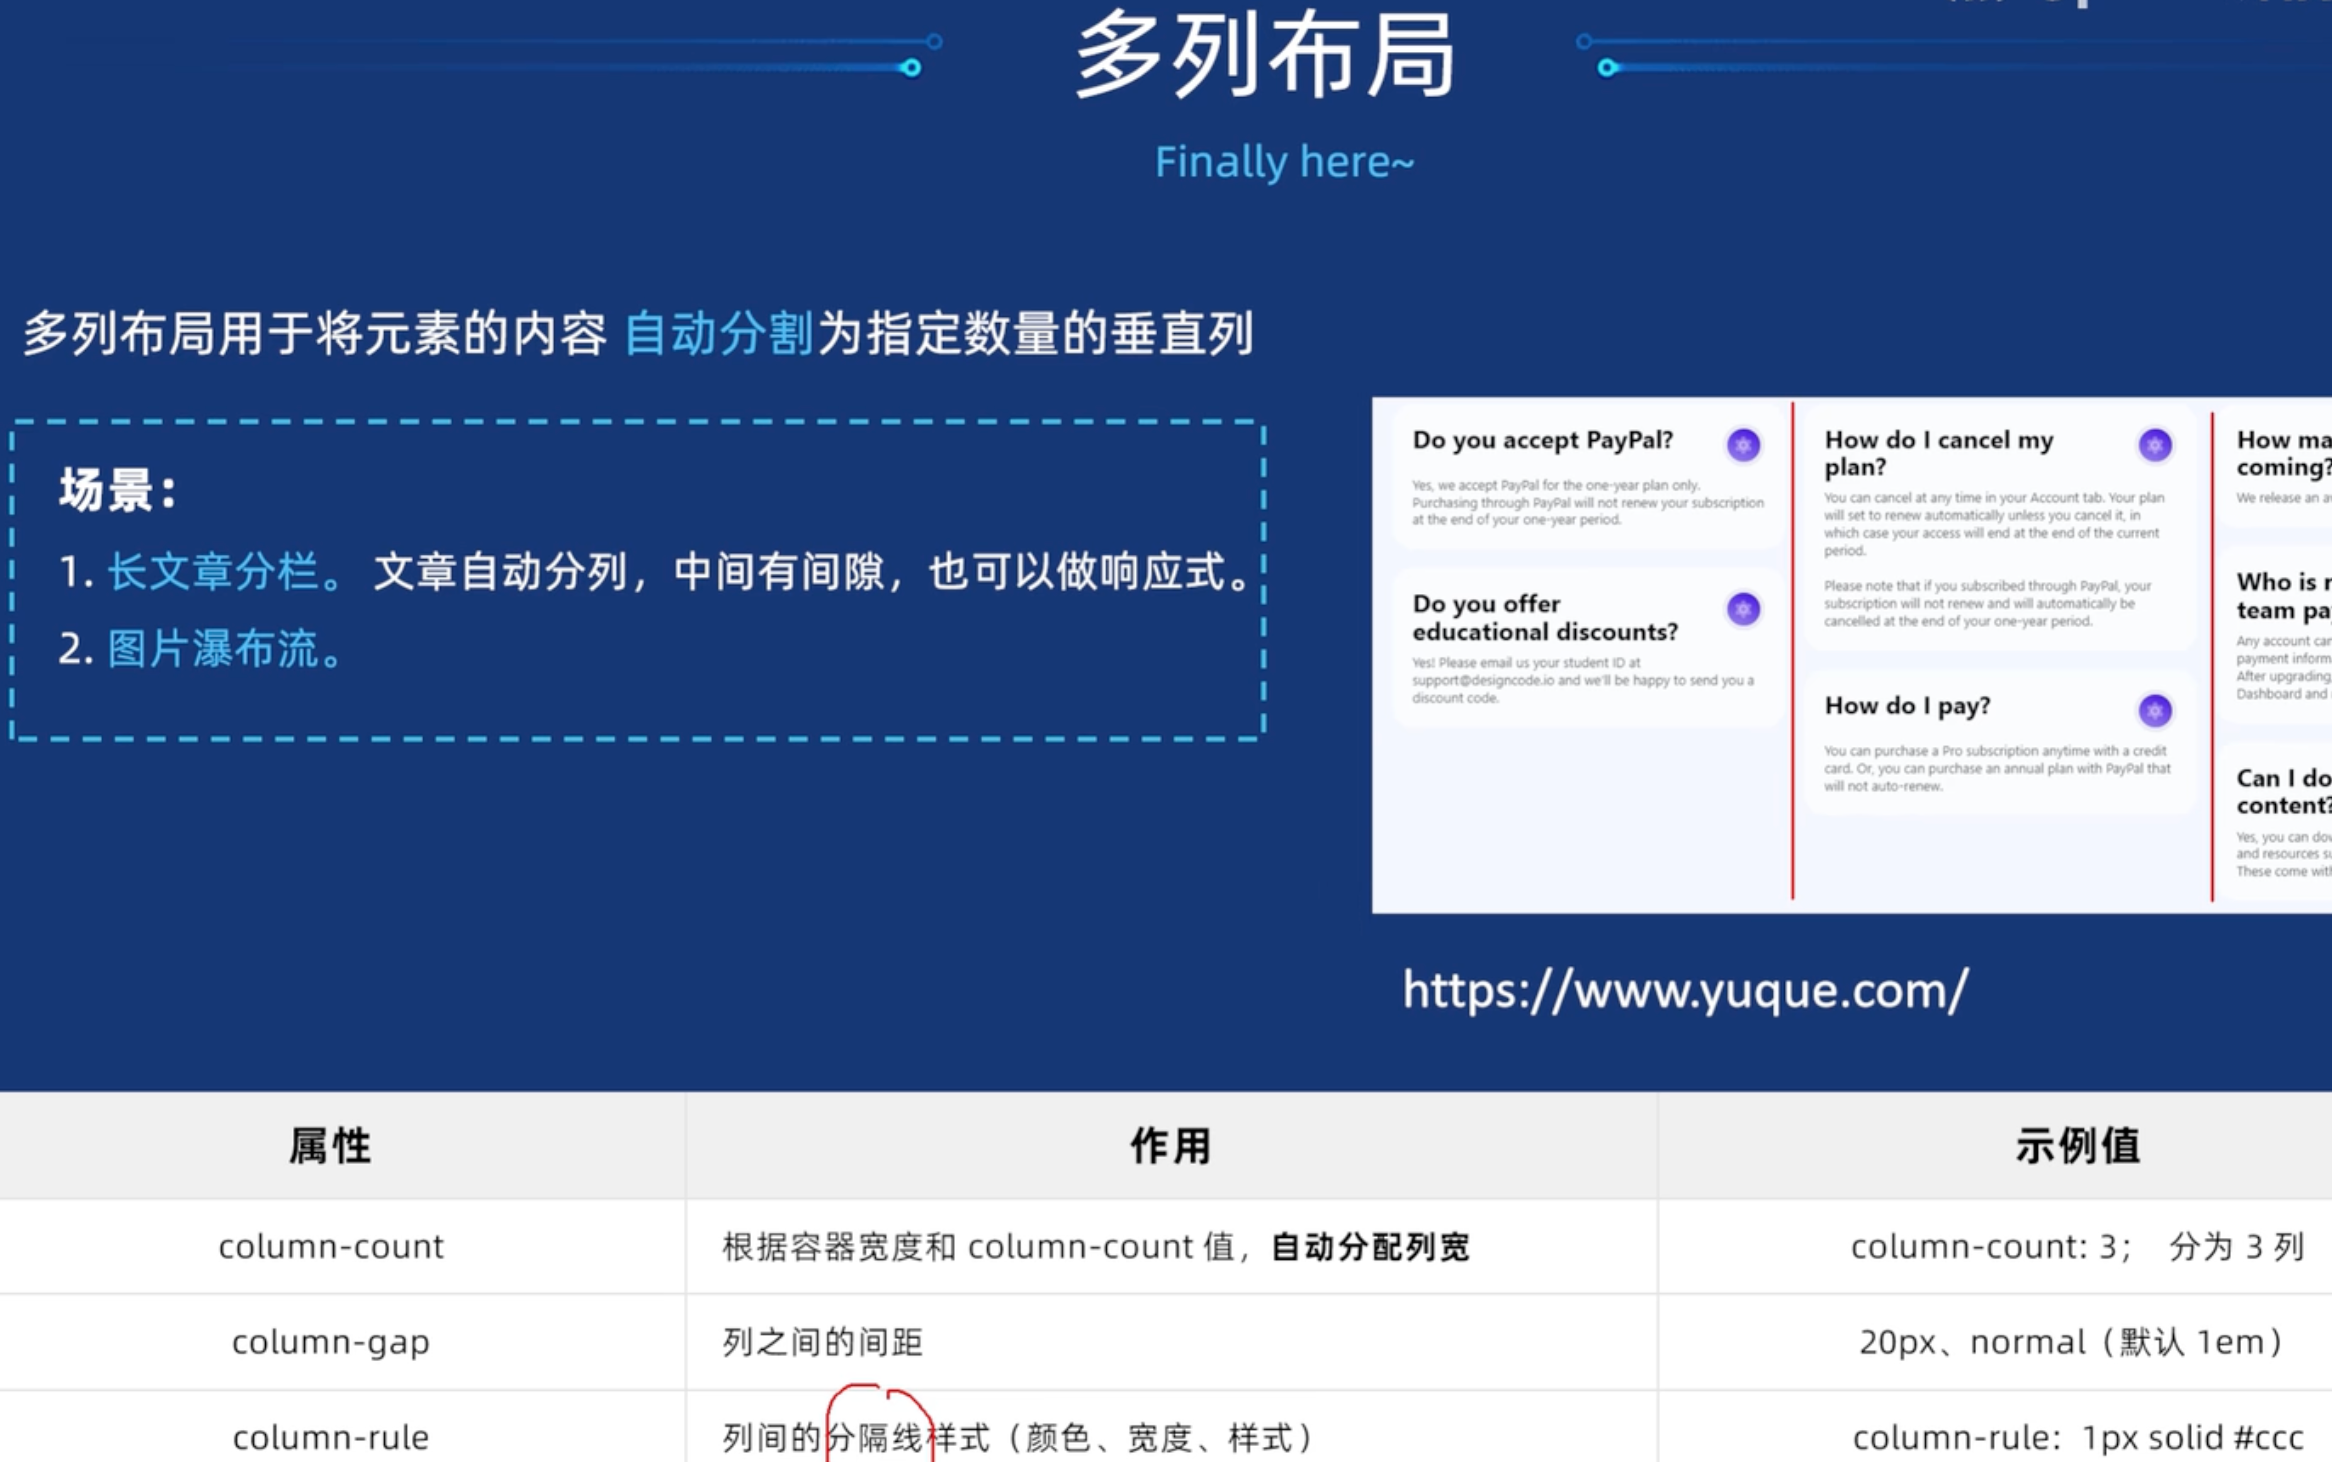 多列布局
Finally here~
多列布局用于将元素的内容 自动分割为指定数量的垂直列
场景：
1. 长文章分栏。 文章自动分列，中间有间隙，也可以做响应式。
2. 图片瀑布流。
Do you accept PayPal?
Yes, we accept PayPal for the one-year plan only.
Purchasing through PayPal will not renew your subscription
at the end of your one-year period.
Do you offer
educational discounts?
Yes! Please email us your student ID at
support@designcode.io and we'll be happy to send you a
discount code.
How do I cancel my
plan?
You can cancel at any time in your Account tab. Your plan
will set to renew automatically unless you cancel it, in
which case your access will end at the end of the current
period.
Please note that if you subscribed through PayPal, your
subscription will not renew and will automatically be
cancelled at the end of your one-year period.
How do I pay?
You can purchase a Pro subscription anytime with a credit
card. Or, you can purchase an annual plan with PayPal that
will not auto-renew.
How ma
coming?
We release an a
Who is
team pa
Any account can
payment inform
After upgrading,
Dashboard and
Can I do
content?
Yes, you can dow
and resources su
These come with
https://www.yuque.com/
属性 作用 示例值
column-count 根据容器宽度和 column-count 值，自动分配列宽 column-count: 3； 分为 3 列
column-gap 列之间的间距 20px、normal（默认 1em）
column-rule 列间的分隔线样式（颜色、宽度、样式） column-rule：1px solid #ccc